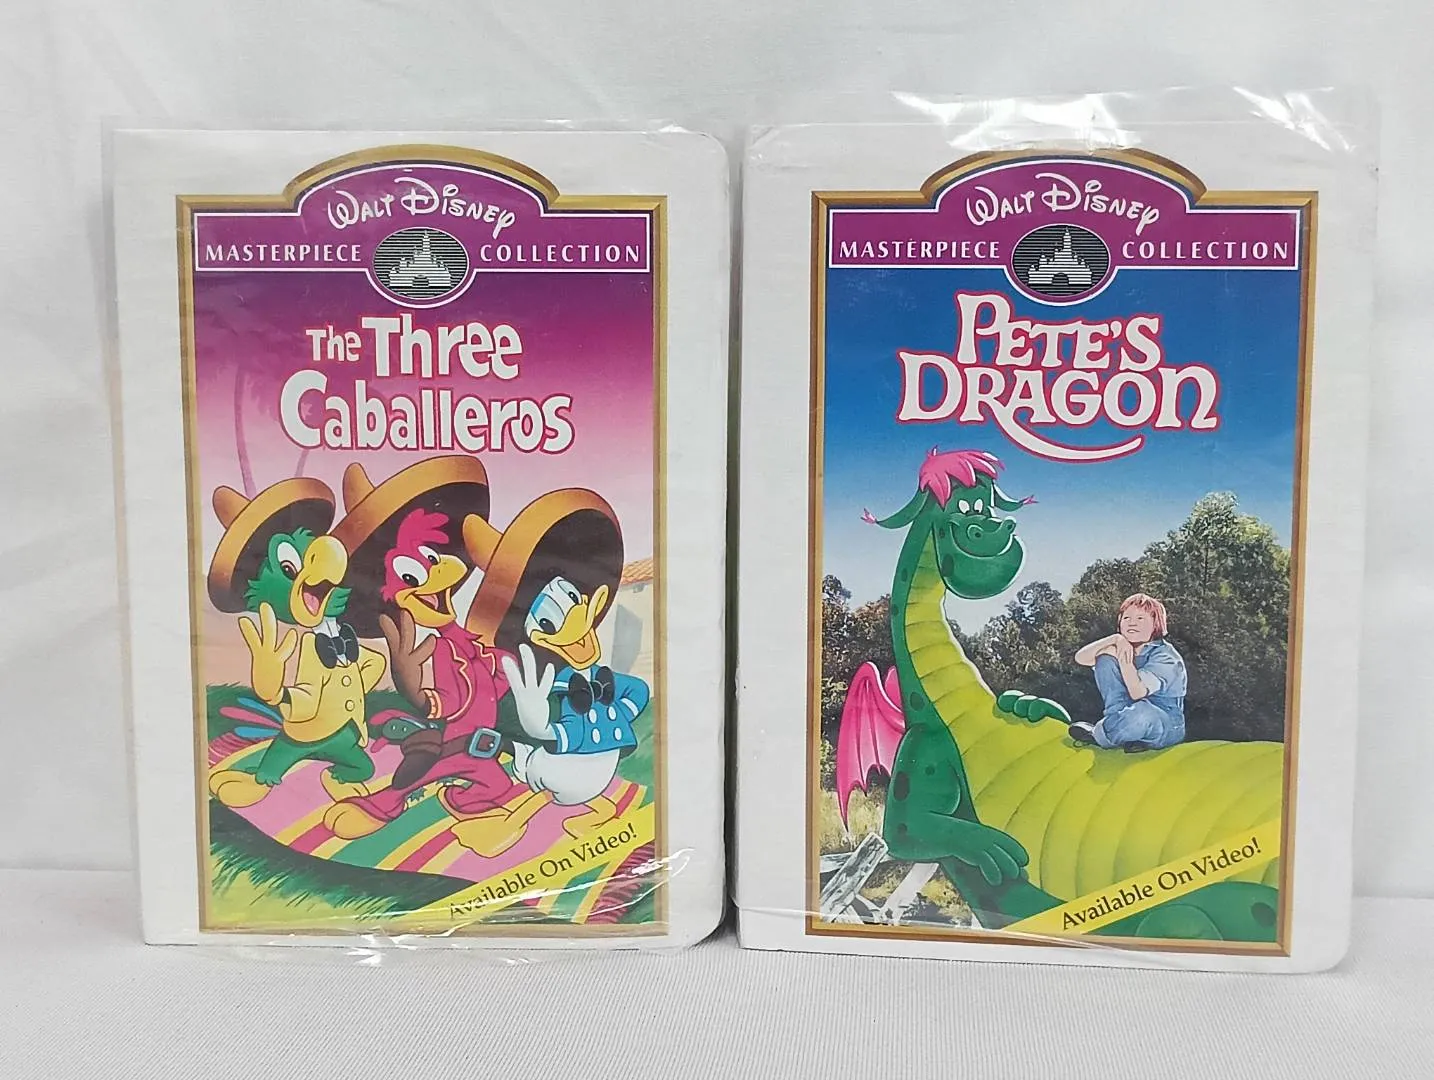 WALT DISNEY
MASTERPIECE COLLECTION
The Three
Caballeros
Available On Video!
WALT DISNEY
MASTERPIECE COLLECTION
PETE'S
DRAGON
Available On Video!